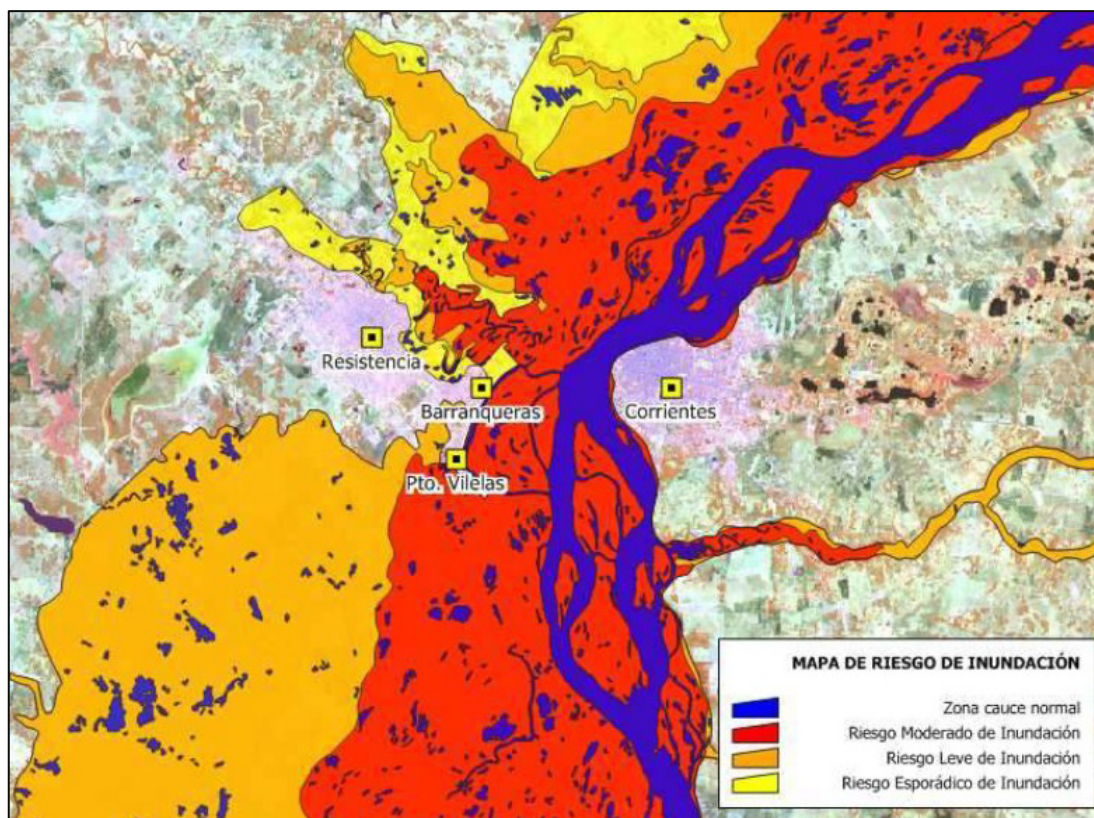 Resistencia
Barranqueras
Corrientes
Pto. Vilelas
MAPA DE RIESGO DE INUNDACIÓN
Zona cauce normal
Riesgo Moderado de Inundación
Riesgo Leve de Inundación
Riesgo Esporádico de Inundación